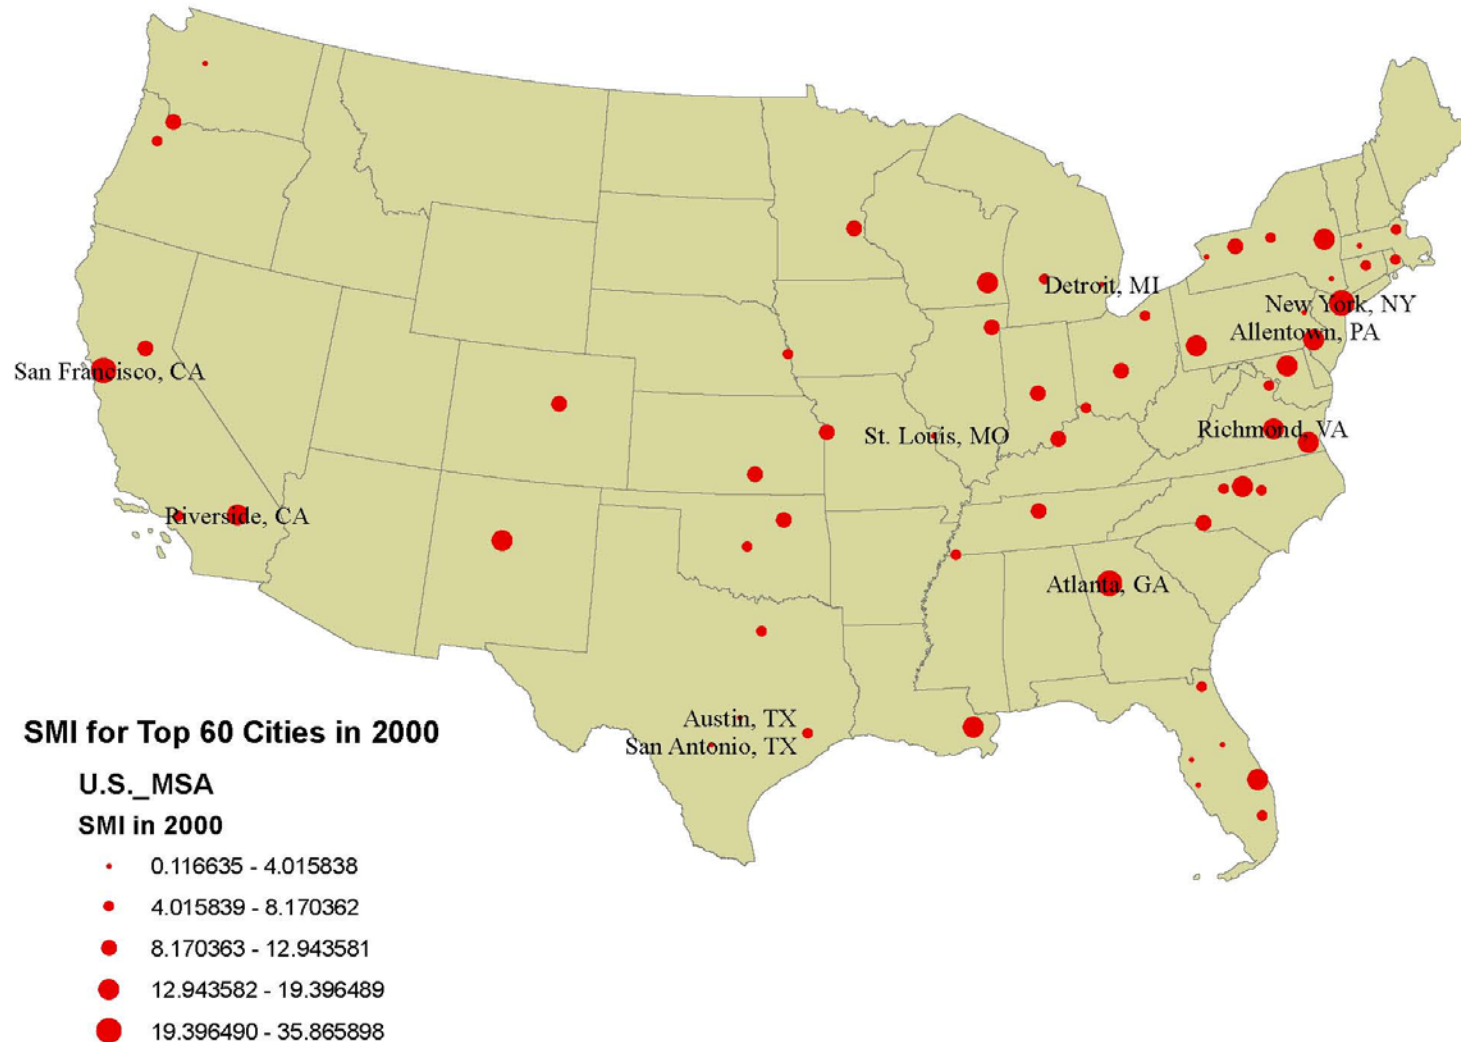 Detroit, MI
New York, NY
Allentown, PA
San Francisco, CA
St. Louis, MO
Richmond, VA
Riverside, CA
Atlanta, GA
Austin, TX
San Antonio, TX
SMI for Top 60 Cities in 2000
U.S._MSA
SMI in 2000
0.116635 - 4.015838
4.015839 - 8.170362
8.170363 - 12.943581
12.943582 - 19.396489
19.396490 - 35.865898